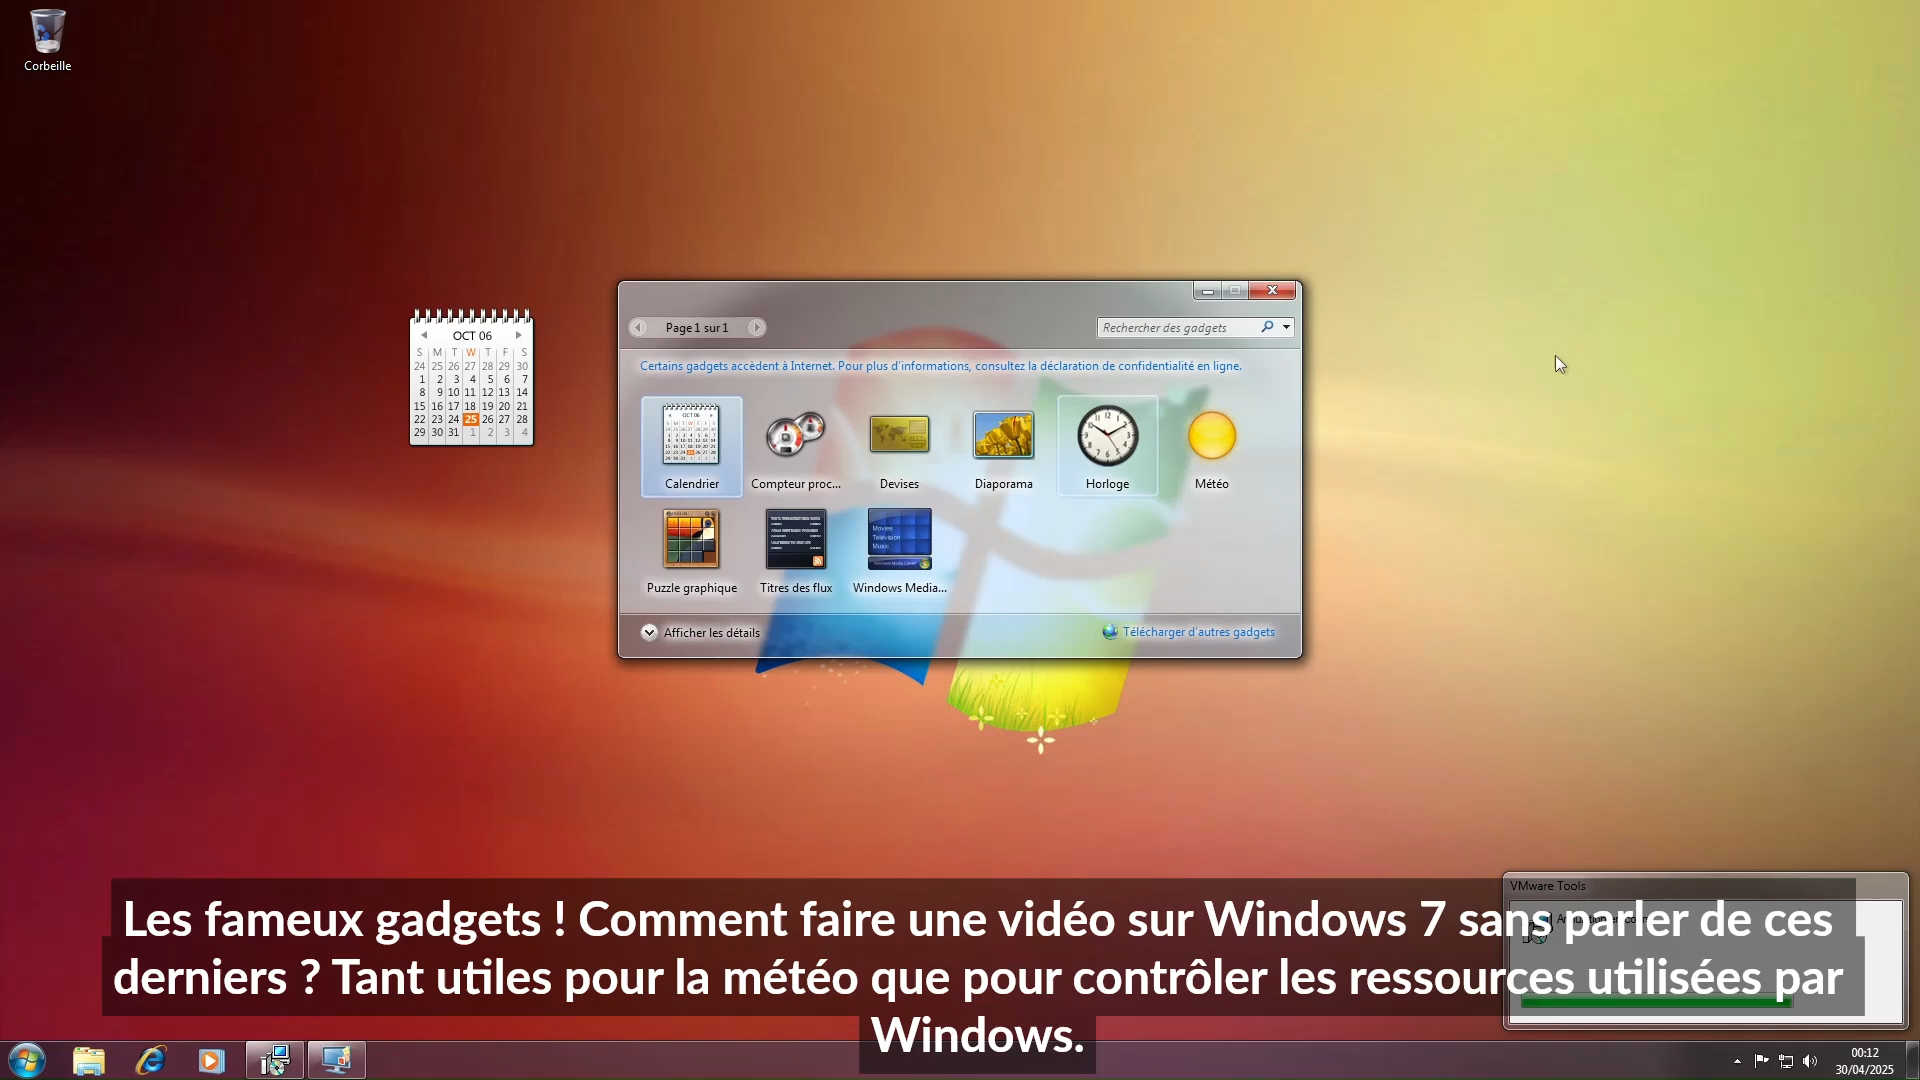 Corbeille
OCT 06
S M T W T F S
24 25 26 27 28 29 30
1 2 3 4 5 6 7
8 9 10 11 12 13 14
15 16 17 18 19 20 21
22 23 24 25 26 27 28
29 30 31 1 2 3 4
Page 1 sur 1
Rechercher des gadgets
Certains gadgets accèdent à Internet. Pour plus d'informations, consultez la déclaration de confidentialité en ligne.
Calendrier
Compteur proc...
Devises
Diaporama
Horloge
Météo
Movies
Television
Music
Puzzle graphique
Titres des flux
Windows Media...
Afficher les détails
Télécharger d'autres gadgets
VMware Tools
Les fameux gadgets ! Comment faire une vidéo sur Windows 7 sans parler de ces
derniers ? Tant utiles pour la météo que pour contrôler les ressources utilisées par
Windows.
00:12
30/04/2025